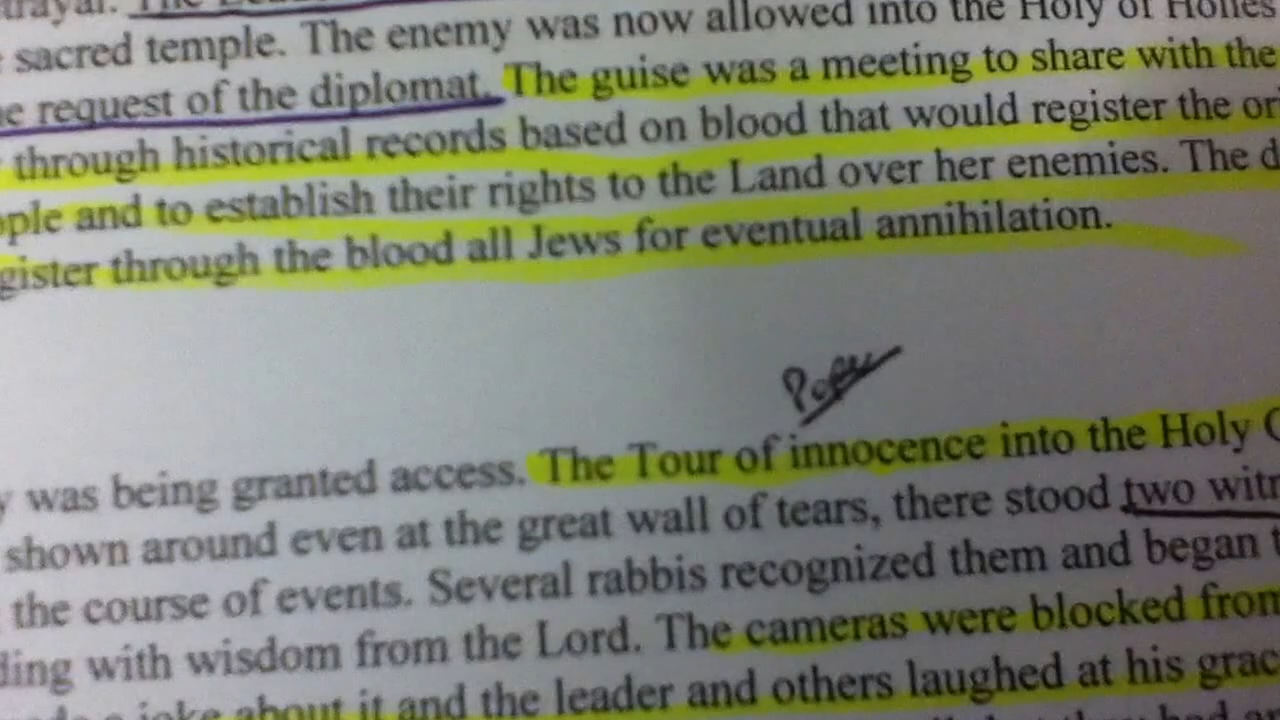 sacred temple. The enemy was now allowed into the Holy of Holies
request of the diplomat. The guise was a meeting to share with the
through historical records based on blood that would register the
and to establish their rights to the Land over her enemies. The
through the blood all Jews for eventual annihilation.
Pope
was being granted access. The Tour of innocence into the Holy
shown around even at the great wall of tears, there stood two
the course of events. Several rabbis recognized them and began
with wisdom from the Lord. The cameras were blocked from
joke about it and the leader and others laughed at his